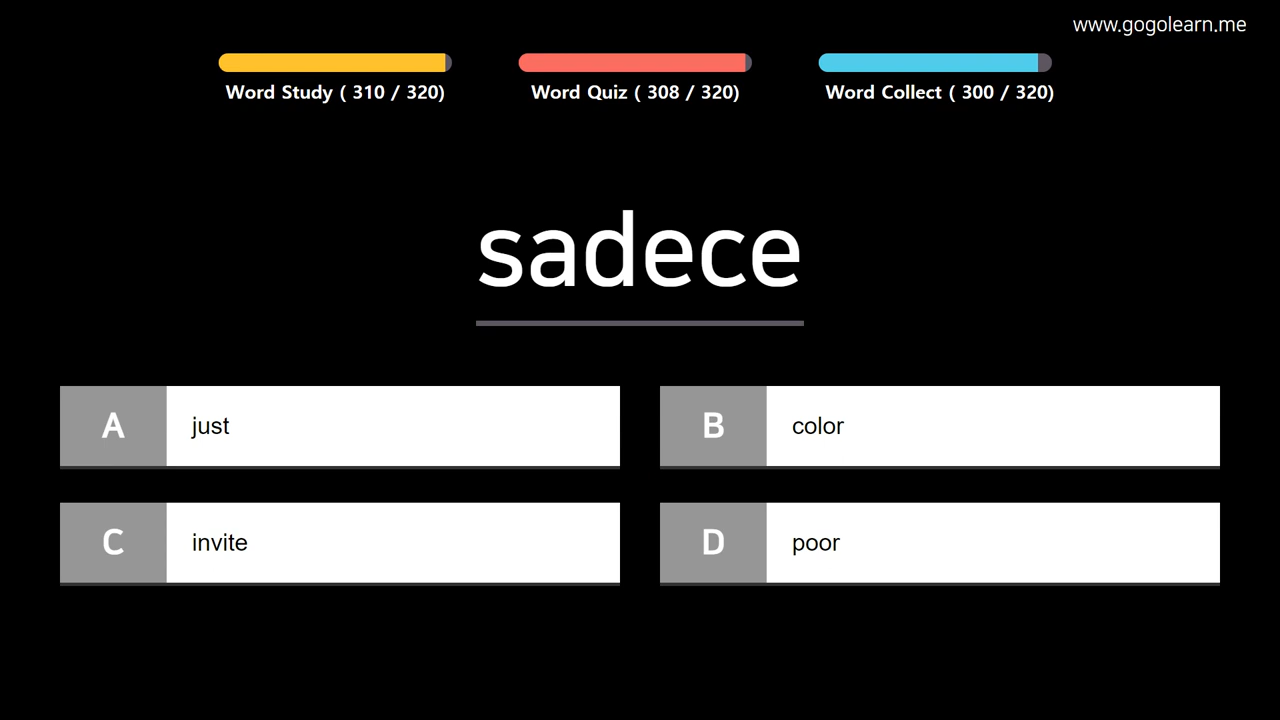 www.gogolearn.me
Word Study ( 310 / 320)
Word Quiz ( 308 / 320)
Word Collect ( 300 / 320)
sadece
A just
B color
C invite
D poor